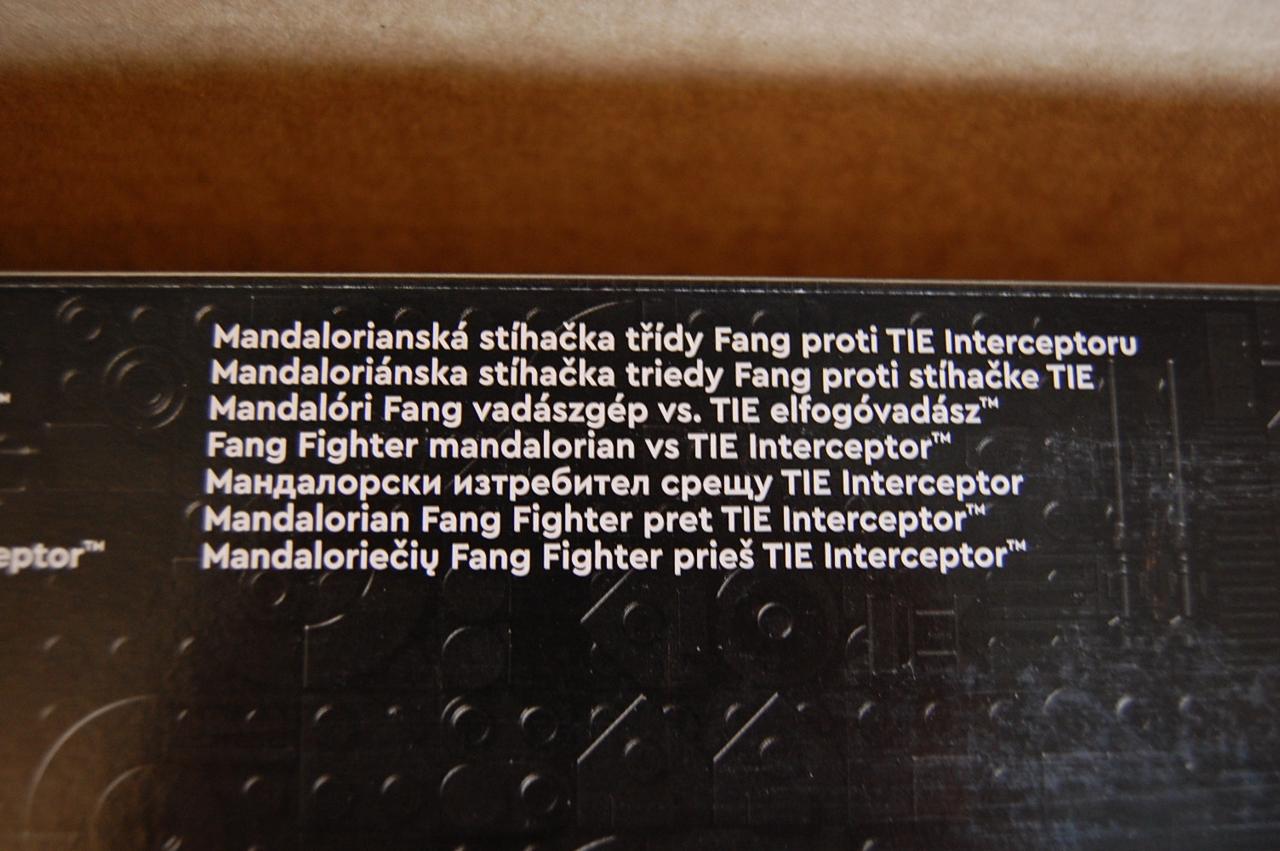 Mandalorianská stíhačka třídy Fang proti TIE Interceptoru
Mandaloriánska stíhačka triedy Fang proti stíhačke TIE
Mandalóri Fang vadászgép vs. TIE elfogóvadász™
Fang Fighter mandalorian vs TIE Interceptor™
Мандалорски изтребител срещу TIE Interceptor
Mandalorian Fang Fighter pret TIE Interceptor™
Mandaloriečių Fang Fighter prieš TIE Interceptor™